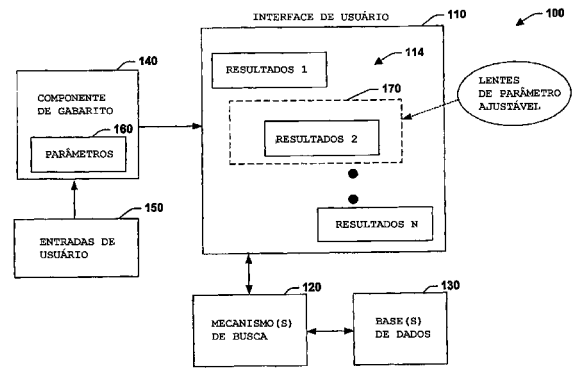 INTERFACE DE USUÁRIO
110
100
140
COMPONENTE
DE GABARITO
160
PARÂMETROS
114
RESULTADOS 1
170
RESULTADOS 2
RESULTADOS N
LENTES
DE PARÂMETRO
AJUSTÁVEL
150
ENTRADAS DE
USUÁRIO
120
MECANISMO(S)
DE BUSCA
130
BASE(S)
DE DADOS